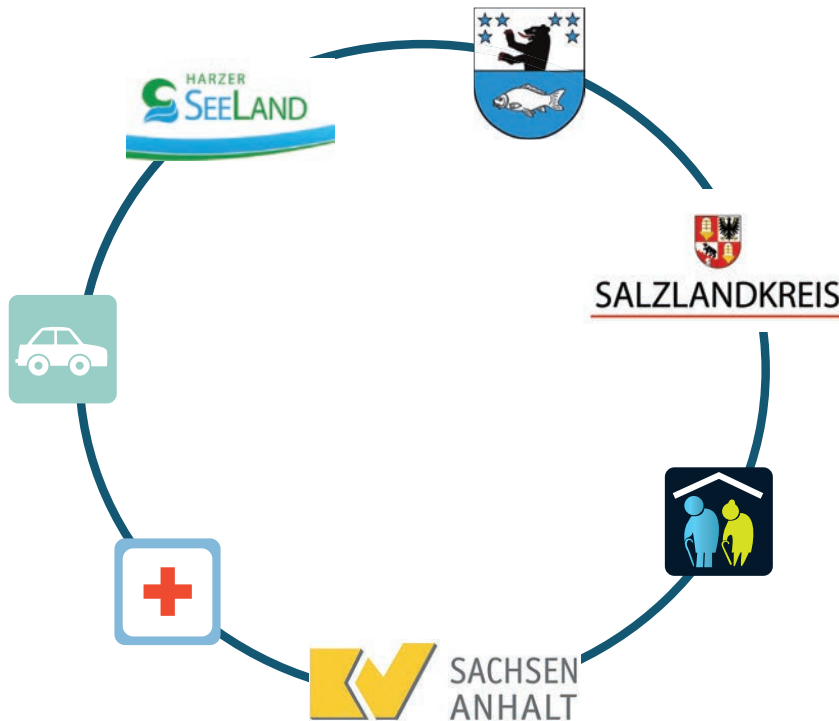 HARZER
SEELAND
SALZLANDKREIS
SACHSEN
ANHALT